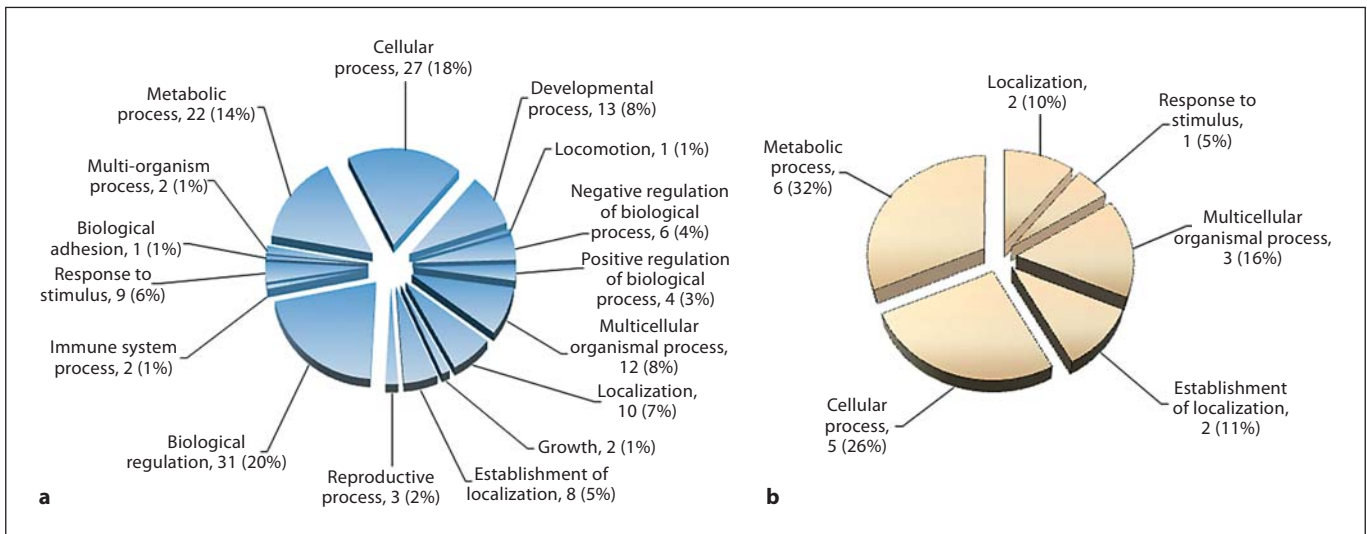 Cellular
process, 27 (18%)
Developmental
process, 13 (8%)
Locomotion, 1 (1%)
Negative regulation
of biological
process, 6 (4%)
Positive regulation
of biological
process, 4 (3%)
Multicellular
organismal process,
12 (8%)
Localization,
10 (7%)
Growth, 2 (1%)
Establishment of
localization, 8 (5%)
Reproductive
process, 3 (2%)
Biological
regulation, 31 (20%)
Immune system
process, 2 (1%)
Response to
stimulus, 9 (6%)
Biological
adhesion, 1 (1%)
Multi-organism
process, 2 (1%)
Metabolic
process, 22 (14%)
a
Localization,
2 (10%)
Response to
stimulus,
1 (5%)
Multicellular
organismal process,
3 (16%)
Establishment
of localization,
2 (11%)
Cellular
process,
5 (26%)
Metabolic
process,
6 (32%)
b